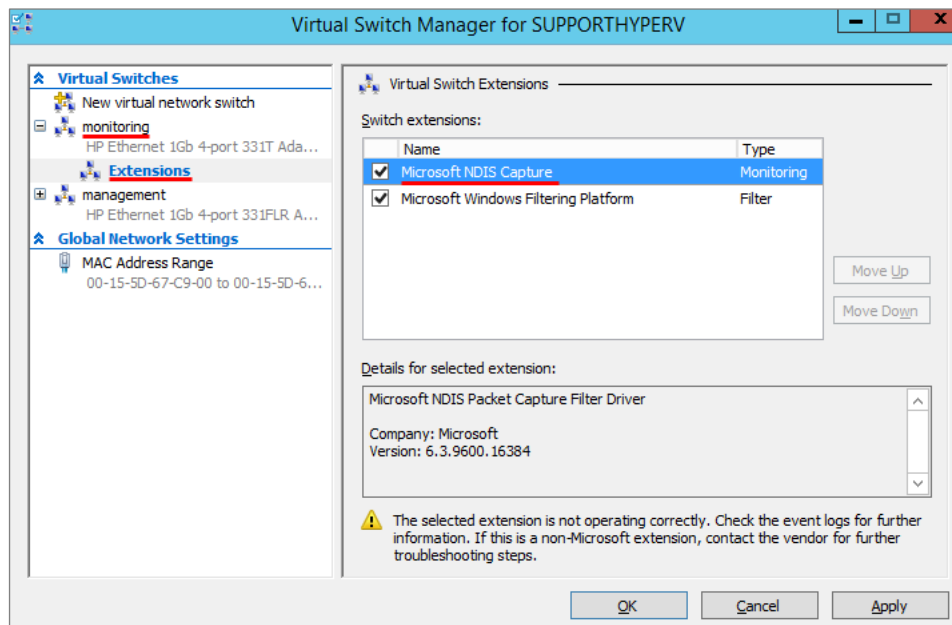 Virtual Switch Manager for SUPPORTHYPERV
Virtual Switches
New virtual network switch
monitoring
HP Ethernet 1Gb 4-port 331T Ada...
Extensions
management
HP Ethernet 1Gb 4-port 331FLR A...
Global Network Settings
MAC Address Range
00-15-5D-67-C9-00 to 00-15-5D-6...
Virtual Switch Extensions
Switch extensions:
Name Type
Microsoft NDIS Capture Monitoring
Microsoft Windows Filtering Platform Filter
Move Up
Move Down
Details for selected extension:
Microsoft NDIS Packet Capture Filter Driver
Company: Microsoft
Version: 6.3.9600.16384
The selected extension is not operating correctly. Check the event logs for further
information. If this is a non-Microsoft extension, contact the vendor for further
troubleshooting steps.
OK Cancel Apply